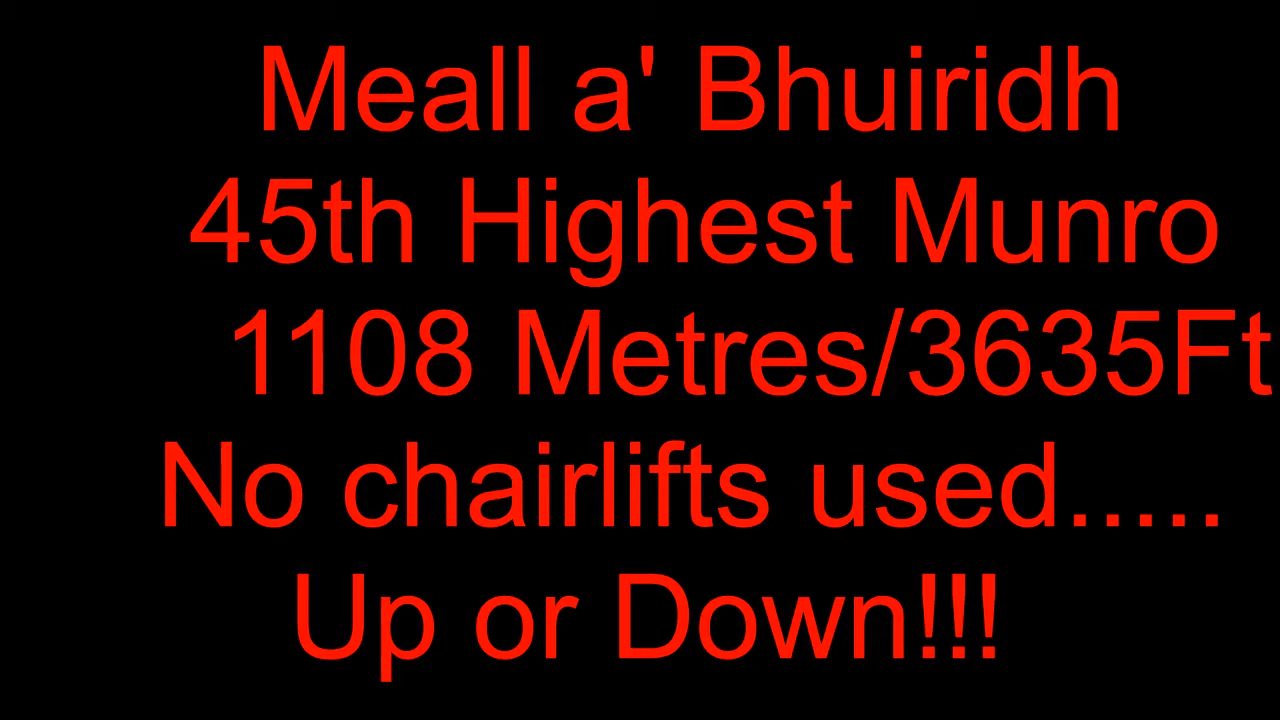 Meall a' Bhuiridh
45th Highest Munro
1108 Metres/3635Ft
No chairlifts used.....
Up or Down!!!